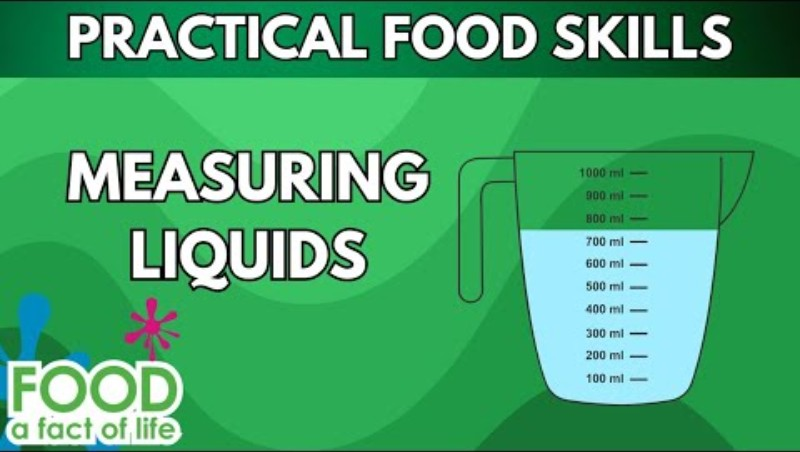 PRACTICAL FOOD SKILLS
MEASURING
LIQUIDS
1000 ml
900 ml
800 ml
700 ml
600 ml
500 ml
400 ml
300 ml
200 ml
100 ml
FOOD
a fact of life